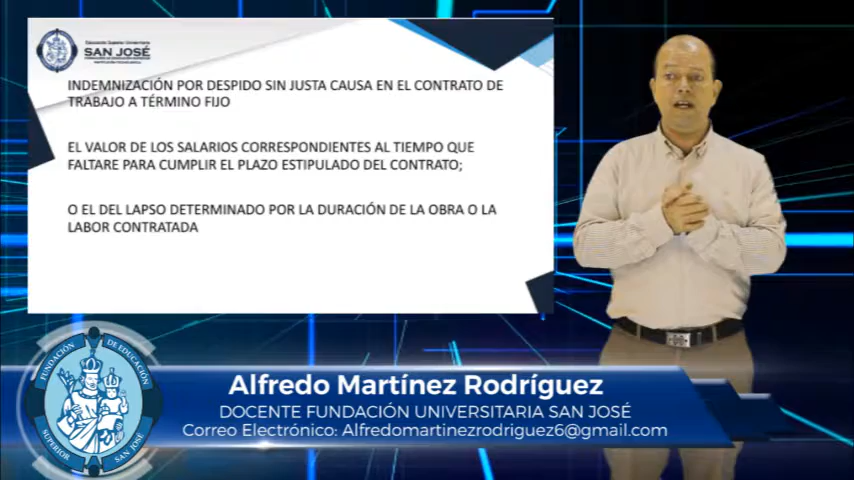 Educación Superior Universitaria
SAN JOSÉ
INDEMNIZACIÓN POR DESPIDO SIN JUSTA CAUSA EN EL CONTRATO DE
TRABAJO A TÉRMINO FIJO
EL VALOR DE LOS SALARIOS CORRESPONDIENTES AL TIEMPO QUE
FALTARE PARA CUMPLIR EL PLAZO ESTIPULADO DEL CONTRATO;
O EL DEL LAPSO DETERMINADO POR LA DURACIÓN DE LA OBRA O LA
LABOR CONTRATADA
FUNDACIÓN DE EDUCACIÓN
SUPERIOR SAN JOSÉ
Alfredo Martínez Rodríguez
DOCENTE FUNDACIÓN UNIVERSITARIA SAN JOSÉ
Correo Electrónico: Alfredomartinezrodriguez6@gmail.com